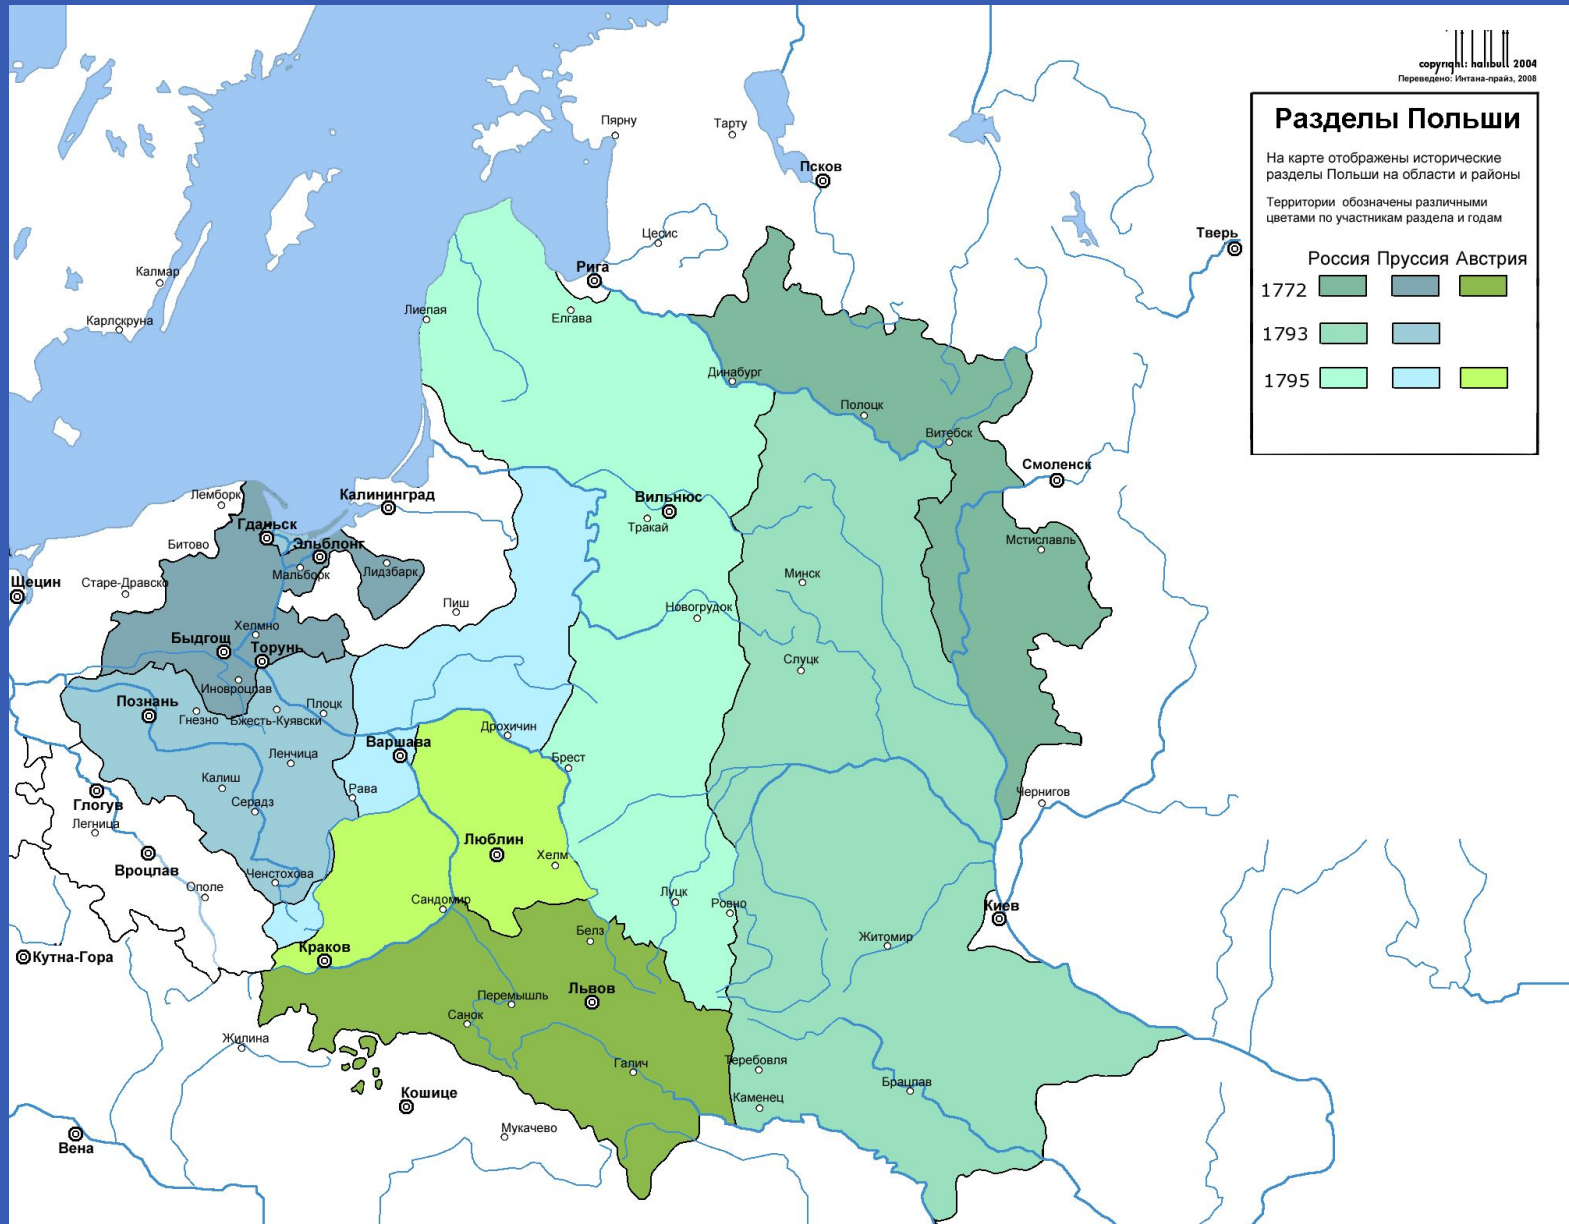 copyright: halibutt 2004
Переведено: Интана-прайз, 2008
Разделы Польши
На карте отображены исторические
разделы Польши на области и районы
Территории обозначены различными
цветами по участникам раздела и годам
Россия Пруссия Австрия
1772
1793
1795
Пярну
Тарту
Псков
Цесис
Тверь
Рига
Калмар
Лиепая
Елгава
Карлскруна
Динабург
Полоцк
Витебск
Смоленск
Лемборк
Калининград
Вильнюс
Гданьск
Тракай
Битово
Эльблонг
Мстиславль
Мальборк
Лидзбарк
Минск
Щецин
Старе-Дравско
Пиш
Новогрудок
Хелмно
Быдгощ
Торунь
Слуцк
Иновроцлав
Познань
Гнезно
Бжесть-Куявски
Плоцк
Дрохичин
Варшава
Ленчица
Брест
Калиш
Рава
Чернигов
Глогув
Серадз
Легница
Люблин
Хелм
Вроцлав
Ченстохова
Ополе
Луцк
Сандомир
Ровно
Киев
Белз
Житомир
Краков
Кутна-Гора
Перемышль
Львов
Санок
Жилина
Галич
Теребовля
Брацлав
Кошице
Каменец
Мукачево
Вена